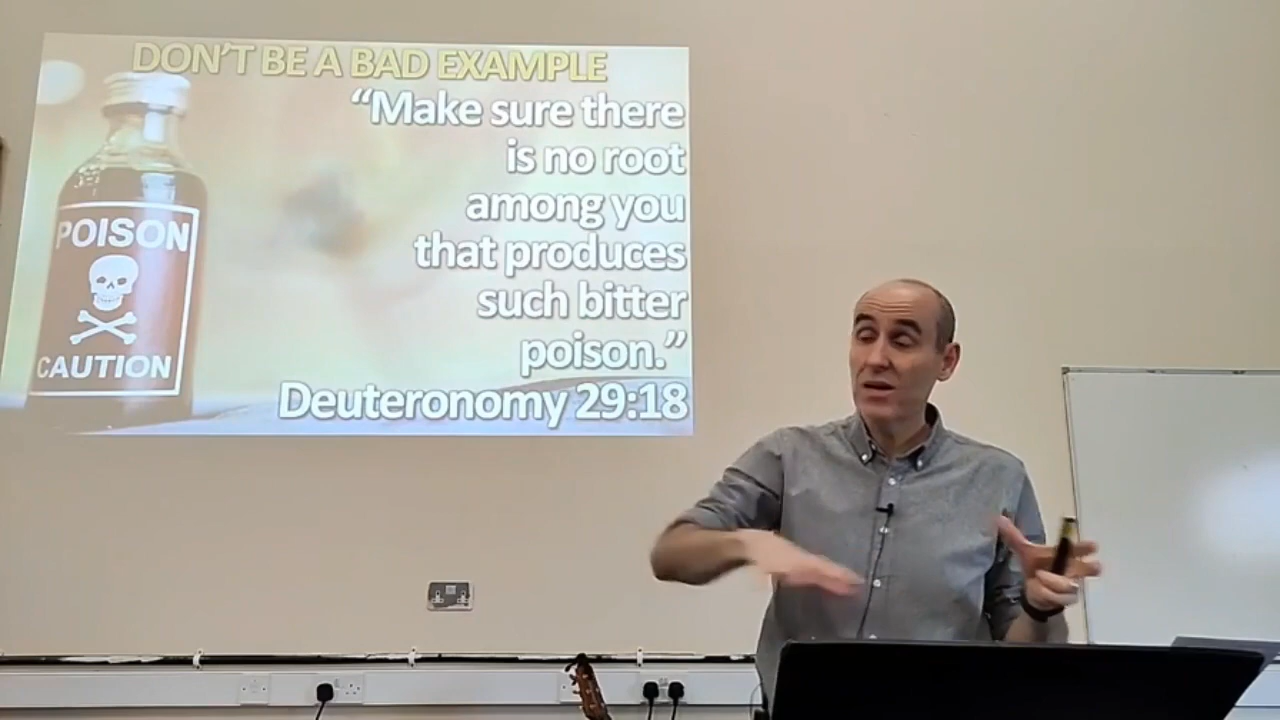 DON'T BE A BAD EXAMPLE
“Make sure there
is no root
among you
that produces
such bitter
poison.”
Deuteronomy 29:18
POISON
CAUTION